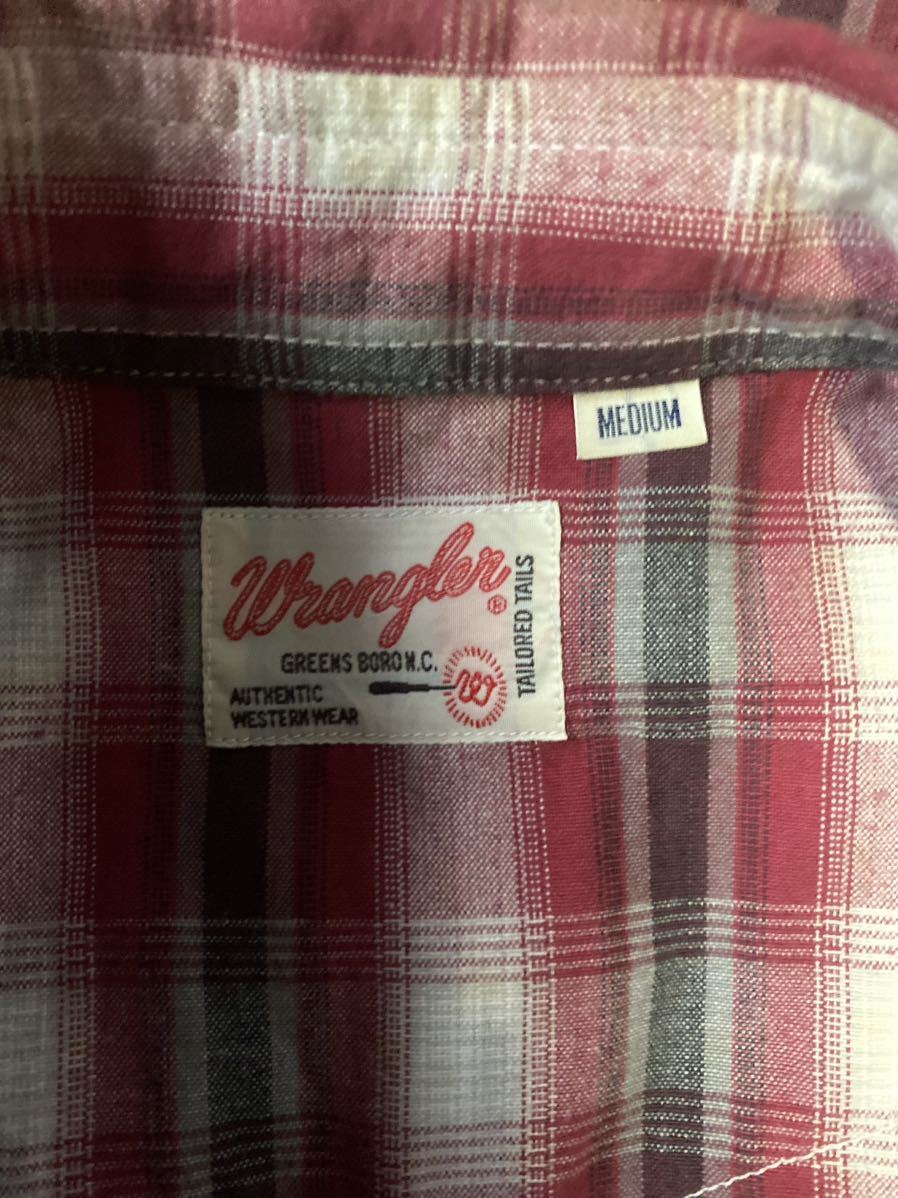 MEDIUM
Wrangler®
GREENS BORO N.C.
AUTHENTIC
WESTERN WEAR
W
TAILORED TAILS